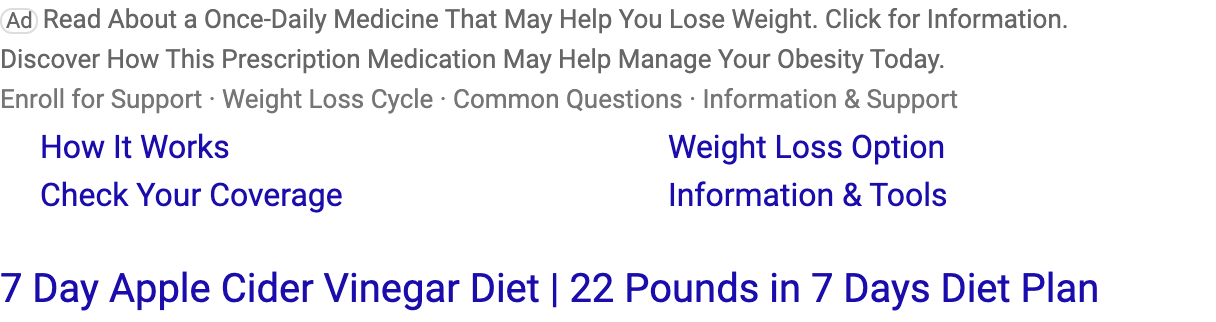 Ad Read About a Once-Daily Medicine That May Help You Lose Weight. Click for Information.
Discover How This Prescription Medication May Help Manage Your Obesity Today.
Enroll for Support · Weight Loss Cycle · Common Questions · Information & Support
How It Works
Weight Loss Option
Check Your Coverage
Information & Tools
7 Day Apple Cider Vinegar Diet | 22 Pounds in 7 Days Diet Plan